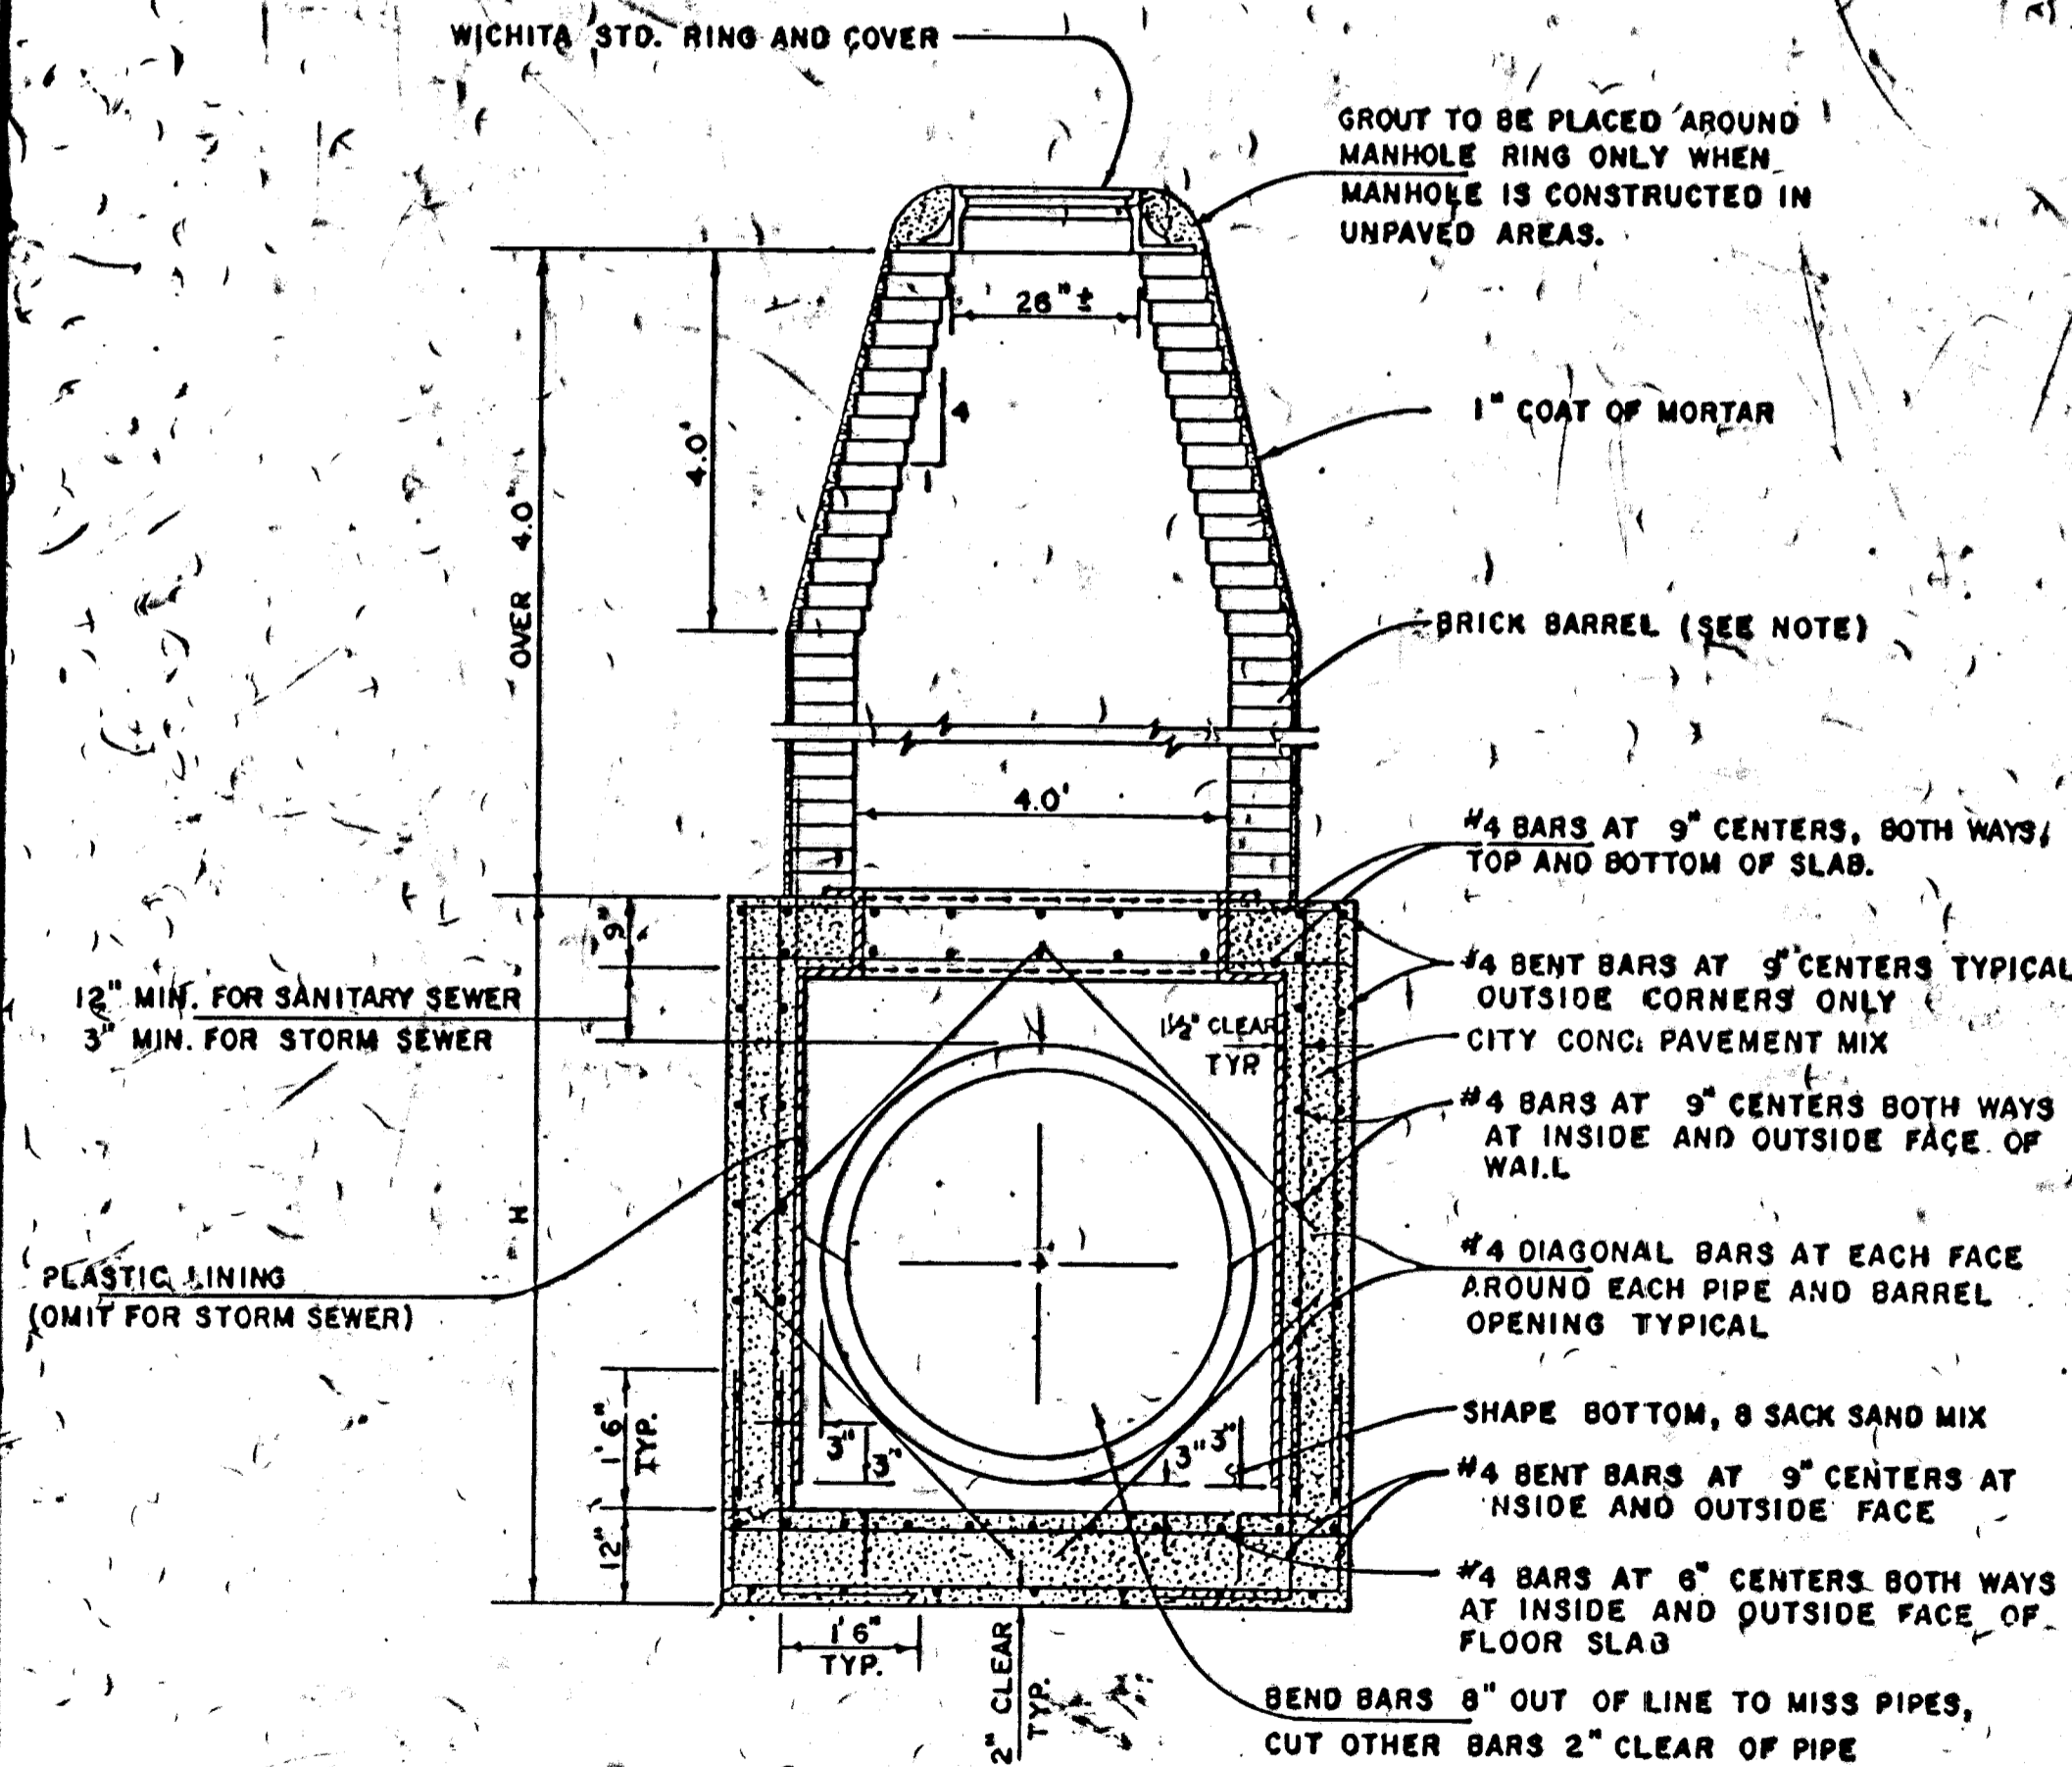 WICHITA STD. RING AND COVER
GROUT TO BE PLACED AROUND
MANHOLE RING ONLY WHEN
MANHOLE IS CONSTRUCTED IN
UNPAVED AREAS.
26" ±
4
1
4.0'
OVER 4.0'
1" COAT OF MORTAR
BRICK BARREL (SEE NOTE)
4.0'
#4 BARS AT 9" CENTERS, BOTH WAYS,
TOP AND BOTTOM OF SLAB.
9"
#4 BENT BARS AT 9" CENTERS TYPICAL
OUTSIDE CORNERS ONLY
12" MIN. FOR SANITARY SEWER
3" MIN. FOR STORM SEWER
1½" CLEAR
TYP
CITY CONC. PAVEMENT MIX
#4 BARS AT 9" CENTERS BOTH WAYS
AT INSIDE AND OUTSIDE FACE OF
WALL
H
PLASTIC LINING
(OMIT FOR STORM SEWER)
#4 DIAGONAL BARS AT EACH FACE
AROUND EACH PIPE AND BARREL
OPENING TYPICAL
1'6"
TYP.
3"
3"
3"
3"
SHAPE BOTTOM, 8 SACK SAND MIX
#4 BENT BARS AT 9" CENTERS AT
NSIDE AND OUTSIDE FACE
12"
#4 BARS AT 6" CENTERS BOTH WAYS
AT INSIDE AND OUTSIDE FACE OF
FLOOR SLAB
1'6"
TYP.
2" CLEAR
TYP.
BEND BARS 8" OUT OF LINE TO MISS PIPES,
CUT OTHER BARS 2" CLEAR OF PIPE